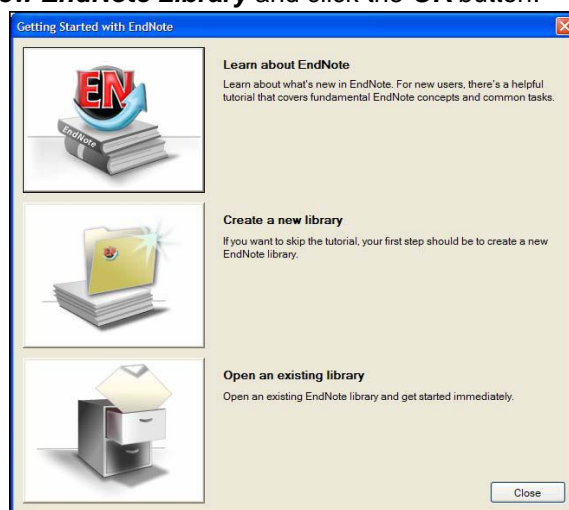 EndNote Library and click the OK button.
Getting Started with EndNote
EN
EndNote
Learn about EndNote
Learn about what's new in EndNote. For new users, there's a helpful
tutorial that covers fundamental EndNote concepts and common tasks.
EN
Create a new library
If you want to skip the tutorial, your first step should be to create a new
EndNote library.
Open an existing library
Open an existing EndNote library and get started immediately.
Close